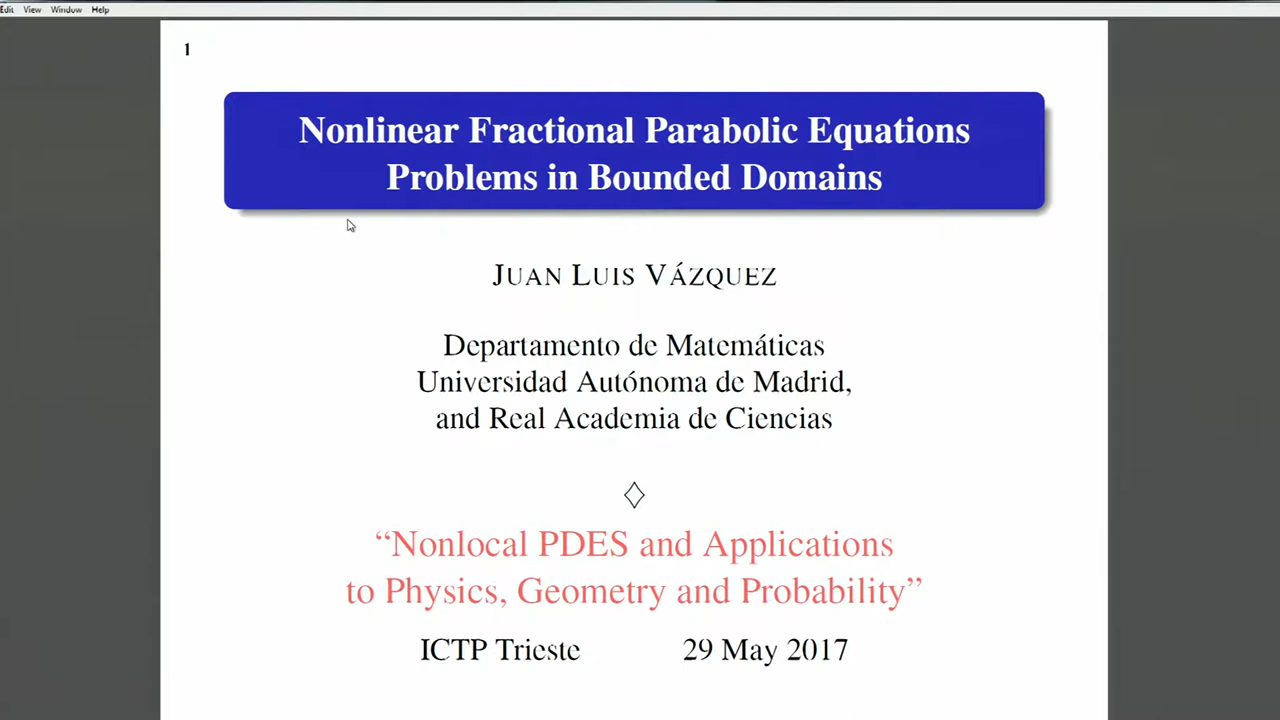 Edit View Window Help
1
Nonlinear Fractional Parabolic Equations
Problems in Bounded Domains
JUAN LUIS VÁZQUEZ
Departamento de Matemáticas
Universidad Autónoma de Madrid,
and Real Academia de Ciencias
“Nonlocal PDES and Applications
to Physics, Geometry and Probability”
ICTP Trieste 29 May 2017